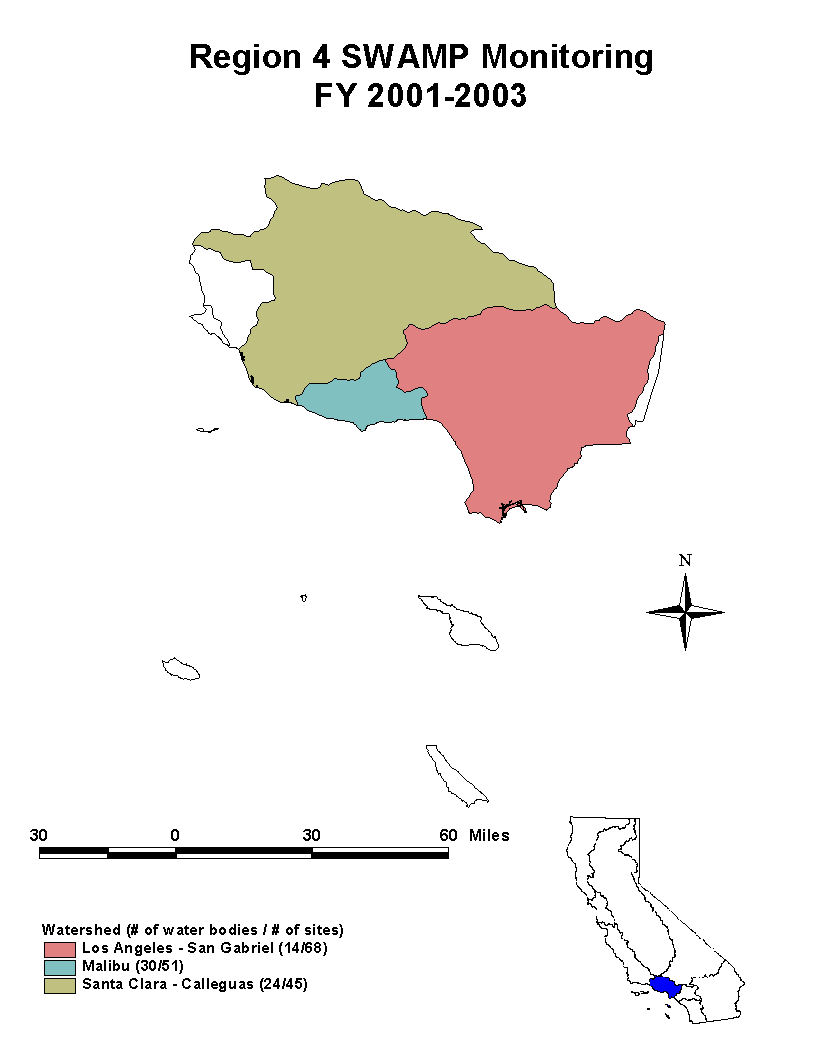 Region 4 SWAMP Monitoring
FY 2001-2003
N
30 0 30 60 Miles
Watershed (# of water bodies / # of sites)
Los Angeles - San Gabriel (14/68)
Malibu (30/51)
Santa Clara - Calleguas (24/45)